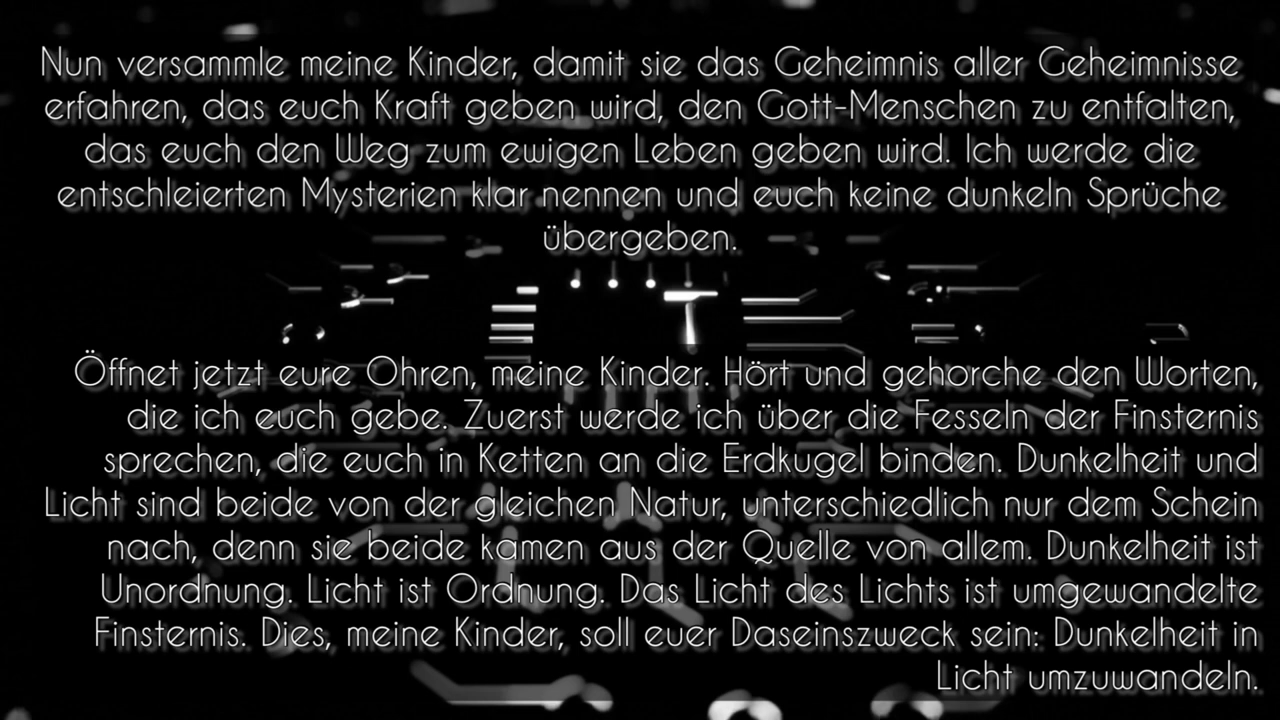 Nun versammle meine Kinder, damit sie das Geheimnis aller Geheimnisse
erfahren, das euch Kraft geben wird, den Gott-Menschen zu entfalten,
das euch den Weg zum ewigen Leben geben wird. Ich werde die
entschleierten Mysterien klar nennen und euch keine dunkeln Sprüche
übergeben.
Öffnet jetzt eure Ohren, meine Kinder. Hört und gehorche den Worten,
die ich euch gebe. Zuerst werde ich über die Fesseln der Finsternis
sprechen, die euch in Ketten an die Erdkugel binden. Dunkelheit und
Licht sind beide von der gleichen Natur, unterschiedlich nur dem Schein
nach, denn sie beide kamen aus der Quelle von allem. Dunkelheit ist
Unordnung. Licht ist Ordnung. Das Licht des Lichts ist umgewandelte
Finsternis. Dies, meine Kinder, soll euer Daseinszweck sein: Dunkelheit in
Licht umzuwandeln.